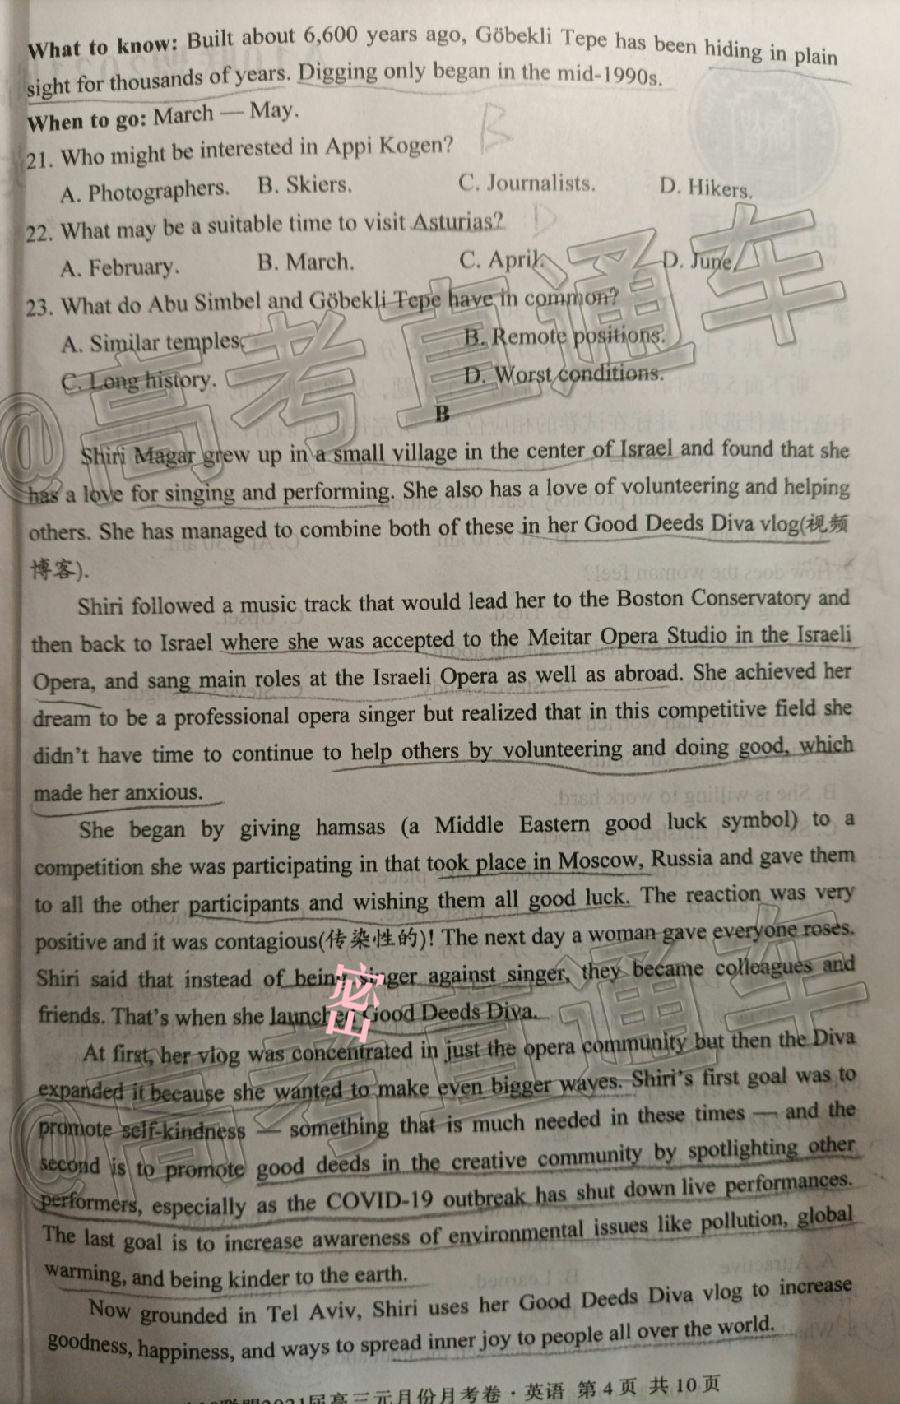 What to know: Built about 6,600 years ago, Göbekli Tepe has been hiding in plain
sight for thousands of years. Digging only began in the mid-1990s.
When to go: March — May.
21. Who might be interested in Appi Kogen? B
A. Photographers. B. Skiers. C. Journalists. D. Hikers.
22. What may be a suitable time to visit Asturias? D
A. February. B. March. C. April. D. June.
23. What do Abu Simbel and Göbekli Tepe have in common?
A. Similar temples. B. Remote positions.
C. Long history. D. Worst conditions.
B
Shiri Magar grew up in a small village in the center of Israel and found that she
has a love for singing and performing. She also has a love of volunteering and helping
others. She has managed to combine both of these in her Good Deeds Diva vlog(视频
博客).
Shiri followed a music track that would lead her to the Boston Conservatory and
then back to Israel where she was accepted to the Meitar Opera Studio in the Israeli
Opera, and sang main roles at the Israeli Opera as well as abroad. She achieved her
dream to be a professional opera singer but realized that in this competitive field she
didn't have time to continue to help others by volunteering and doing good, which
made her anxious.
She began by giving hamsas (a Middle Eastern good luck symbol) to a
competition she was participating in that took place in Moscow, Russia and gave them
to all the other participants and wishing them all good luck. The reaction was very
positive and it was contagious(传染性的)! The next day a woman gave everyone roses.
Shiri said that instead of being singer against singer, they became colleagues and
friends. That's when she launched Good Deeds Diva.
At first, her vlog was concentrated in just the opera community but then the Diva
expanded it because she wanted to make even bigger waves. Shiri's first goal was to
promote self-kindness — something that is much needed in these times — and the
second is to promote good deeds in the creative community by spotlighting other
performers, especially as the COVID-19 outbreak has shut down live performances.
The last goal is to increase awareness of environmental issues like pollution, global
warming, and being kinder to the earth.
Now grounded in Tel Aviv, Shiri uses her Good Deeds Diva vlog to increase
goodness, happiness, and ways to spread inner joy to people all over the world.
联盟2021届高三元月份月考卷·英语 第4页 共10页
@高考直通车
@高考直通车
密